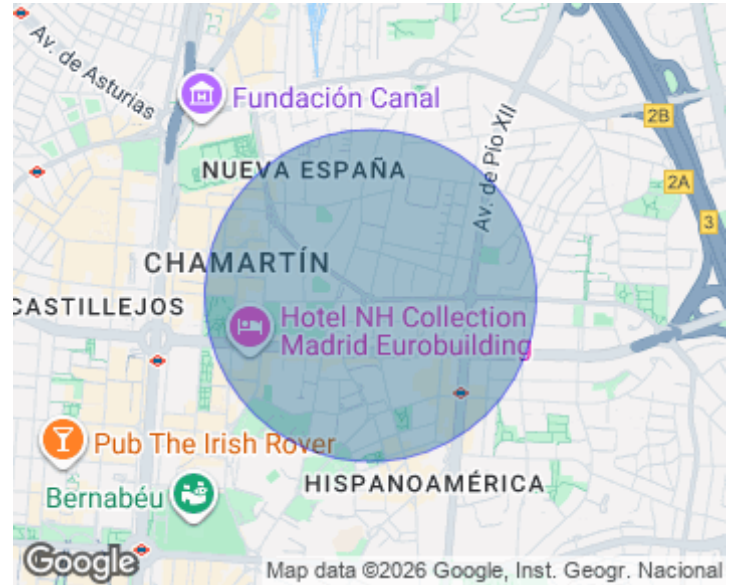 Av. de Asturias
Fundación Canal
2B
Av. de Pío XII
NUEVA ESPAÑA
2A
3
CHAMARTÍN
CASTILLEJOS
Hotel NH Collection
Madrid Eurobuilding
Pub The Irish Rover
HISPANOAMÉRICA
Bernabéu
Google
Map data ©2026 Google, Inst. Geogr. Nacional